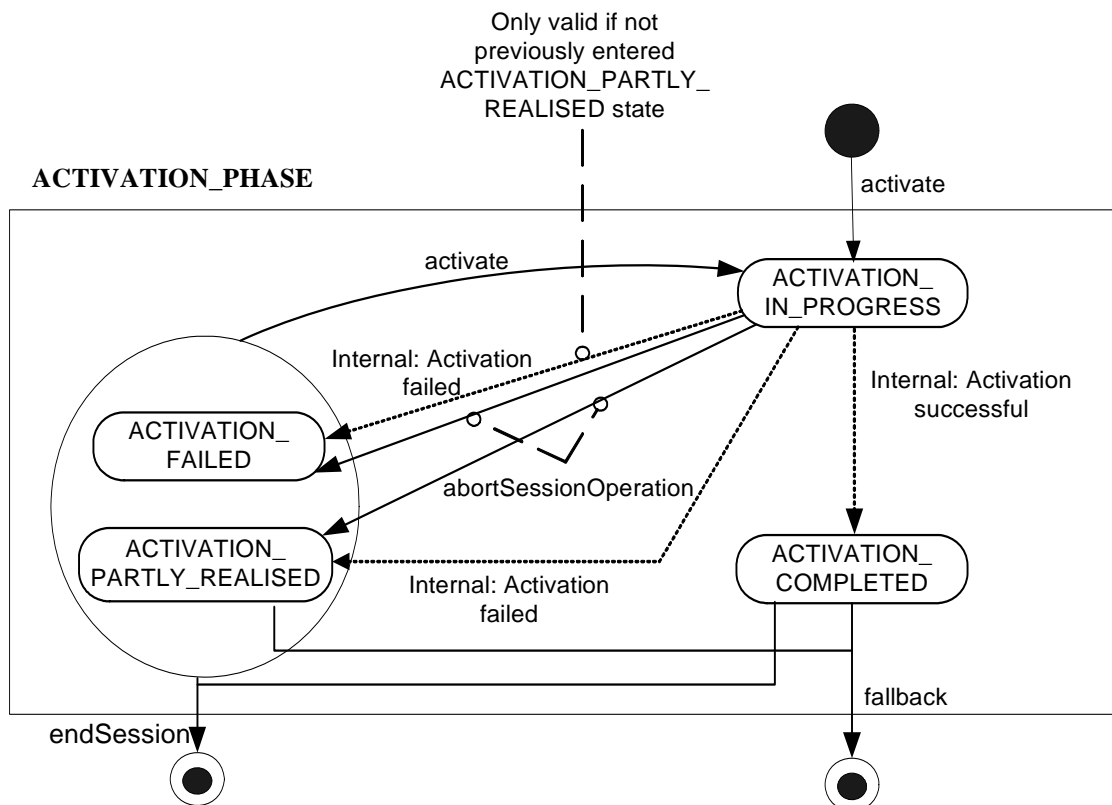 Only valid if not
previously entered
ACTIVATION_PARTLY_
REALISED state
ACTIVATION_PHASE
activate
activate
ACTIVATION_
IN_PROGRESS
Internal: Activation
failed
Internal: Activation
successful
ACTIVATION_
FAILED
abortSessionOperation
ACTIVATION_
PARTLY_REALISED
Internal: Activation
failed
ACTIVATION_
COMPLETED
fallback
endSession